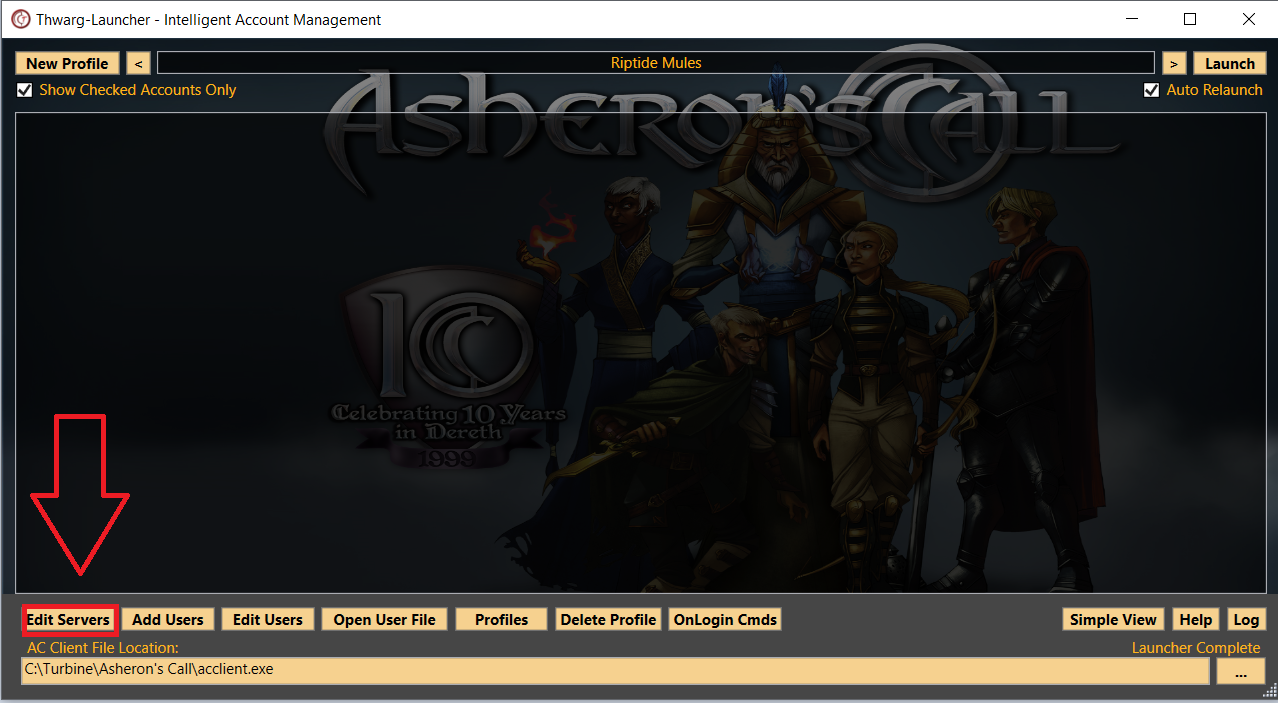 Thwarg-Launcher - Intelligent Account Management
New Profile < Riptide Mules > Launch
Show Checked Accounts Only Auto Relaunch
Asheron's Call
10
Celebrating 10 Years
in Dereth
1999
Edit Servers Add Users Edit Users Open User File Profiles Delete Profile OnLogin Cmds Simple View Help Log
AC Client File Location: Launcher Complete
C:\Turbine\Asheron's Call\acclient.exe ...